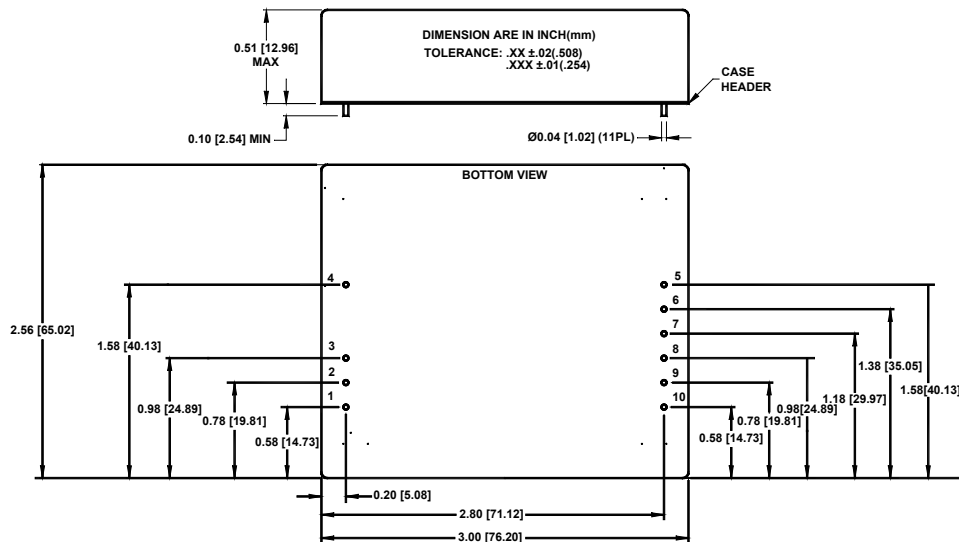 0.51 [12.96]
MAX
DIMENSION ARE IN INCH(mm)
TOLERANCE: .XX ±.02(.508)
.XXX ±.01(.254)
CASE
HEADER
0.10 [2.54] MIN
Ø0.04 [1.02] (11PL)
BOTTOM VIEW
4
5
6
7
2.56 [65.02]
1.58 [40.13]
3
8
1.38 [35.05]
2
9
1.18 [29.97]
1.58[40.13]
1
10
0.98 [24.89]
0.78 [19.81]
0.58 [14.73]
0.58 [14.73]
0.78 [19.81]
0.98[24.89]
0.20 [5.08]
2.80 [71.12]
3.00 [76.20]